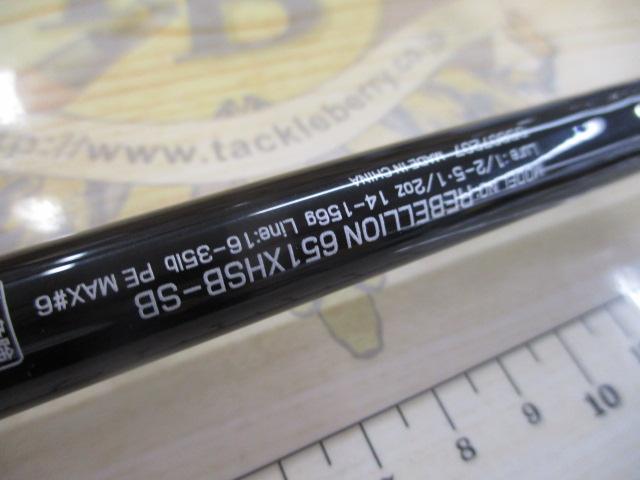 B
http://www.tackleberry.co.jp
MODEL NO: REBELLION 651XHSB-SB
Lure: 1/2-5・1/2oz 14-156g Line:16-35lb PE MAX#6
MADE IN CHINA
8 9 10